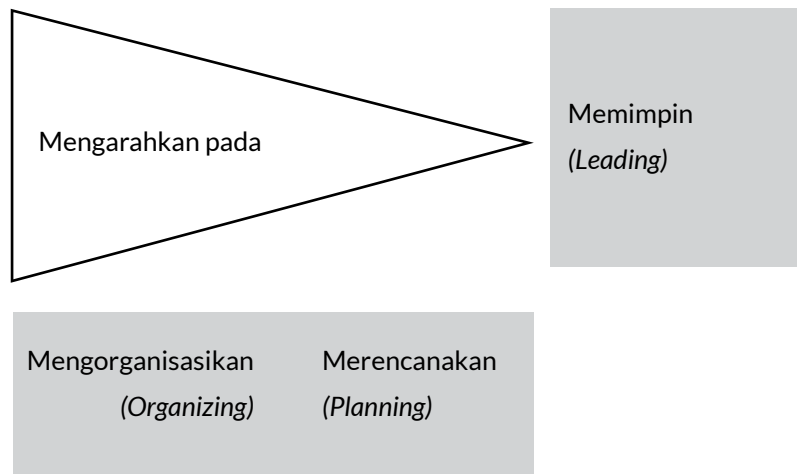 Mengarahkan pada
Memimpin
(Leading)
Mengorganisasikan
(Organizing)
Merencanakan
(Planning)